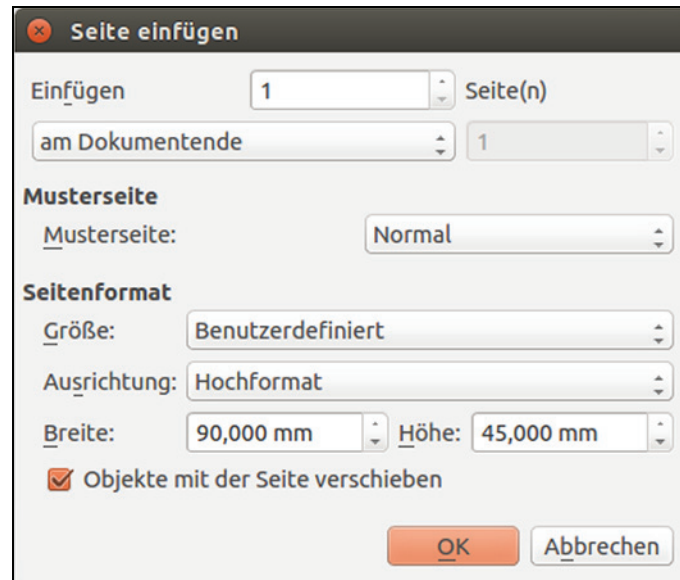 Seite einfügen
Einfügen 1 Seite(n)
am Dokumentende 1
Musterseite
Musterseite: Normal
Seitenformat
Größe: Benutzerdefiniert
Ausrichtung: Hochformat
Breite: 90,000 mm Höhe: 45,000 mm
Objekte mit der Seite verschieben
OK Abbrechen